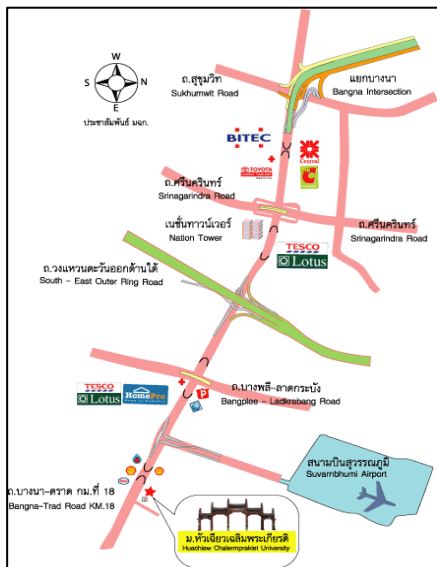 W
S
N
E
ประชาสัมพันธ์ มฉก.
ถ.สุขุมวิท
Sukhumwit Road
แยกบางนา
Bangna Intersection
BITEC
Central
TOYOTA
BIG C
ถ.ศรีนครินทร์
Srinagarindra Road
เนชั่นทาวน์เวอร์
Nation Tower
ถ.ศรีนครินทร์
Srinagarindra Road
TESCO
Lotus
ถ.วงแหวนตะวันออกด้านใต้
South - East Outer Ring Road
ถ.บางพลี-ลาดกระบัง
Bangplee - Ladkrabang Road
TESCO
Lotus
HomePro
P
สนามบินสุวรรณภูมิ
Suvarnbhumi Airport
ถ.บางนา-ตราด กม.ที่ 18
Bangna-Trad Road KM.18
Esso
ม.หัวเฉียวเฉลิมพระเกียรติ
Huachiew Chalermprakiet University